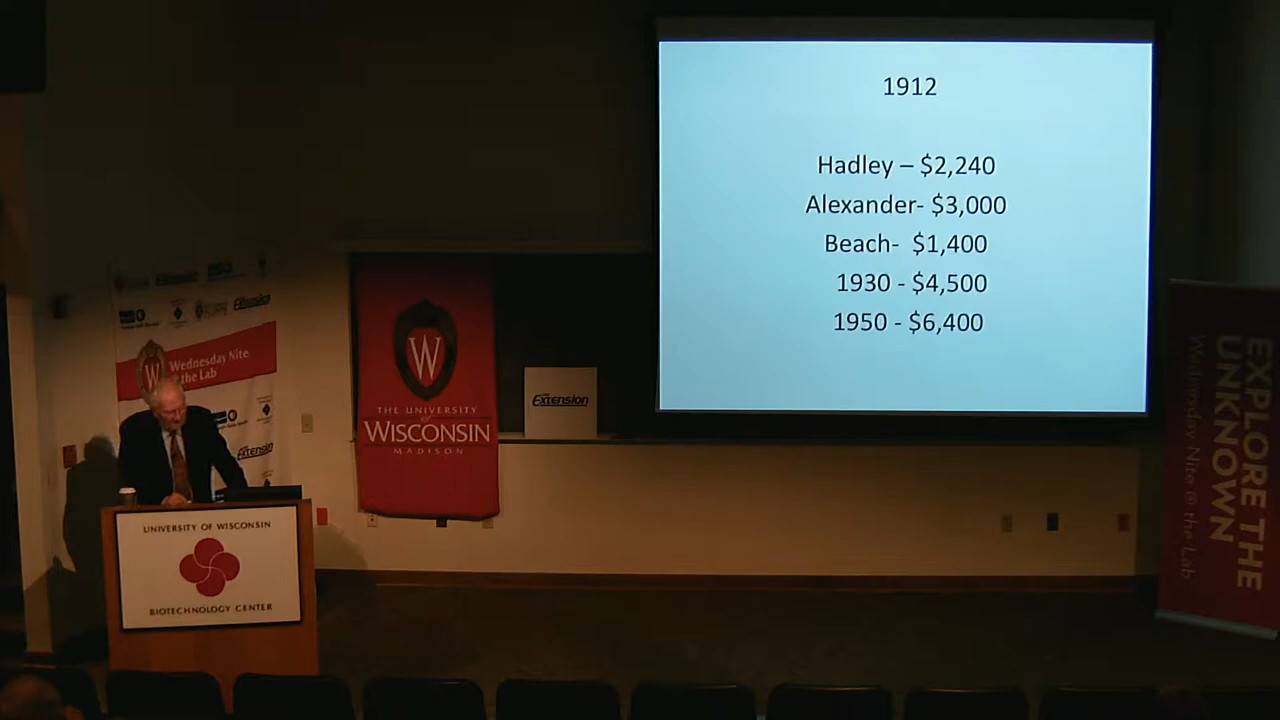 1912
Hadley – $2,240
Alexander- $3,000
Beach- $1,400
1930 - $4,500
1950 - $6,400
Extension
Wednesday Nite
@ the Lab
Extension
W
THE UNIVERSITY
of
WISCONSIN
MADISON
Extension
UNIVERSITY OF WISCONSIN
BIOTECHNOLOGY CENTER
EXPLORE THE
UNKNOWN
Wednesday Nite @ the Lab